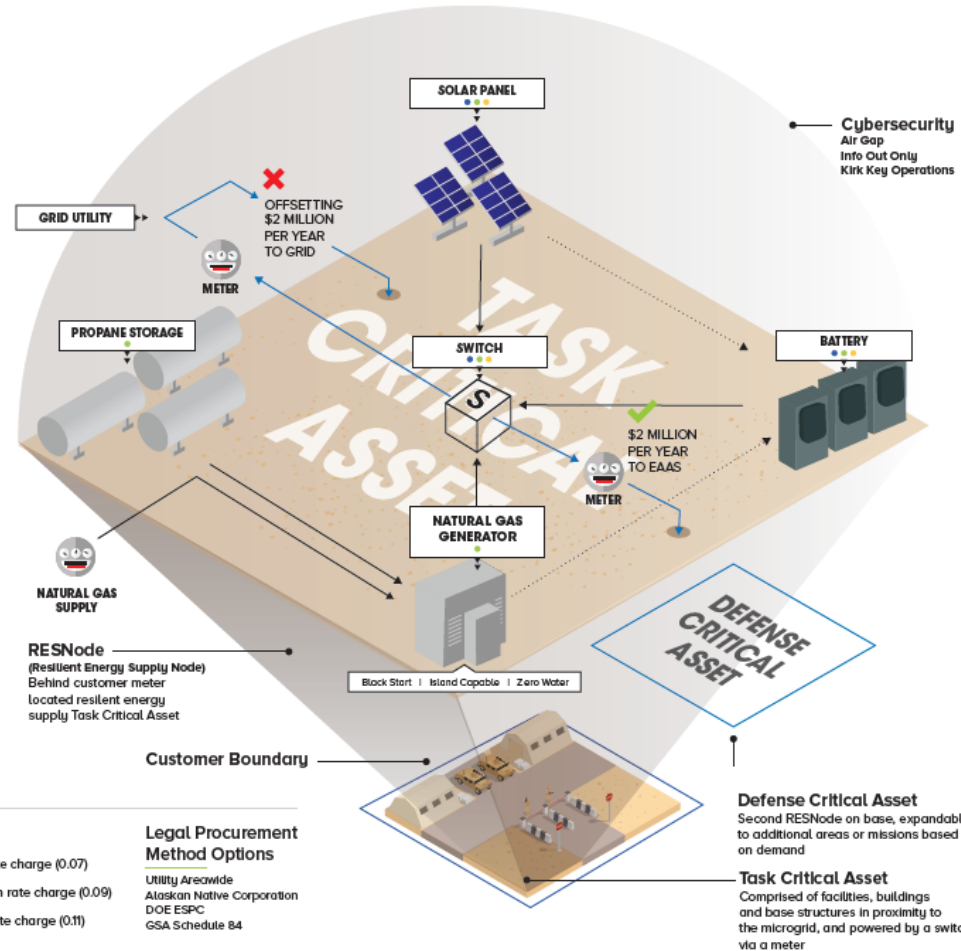 SOLAR PANEL
Cybersecurity
Air Gap
Info Out Only
Kirk Key Operations
GRID UTILITY
OFFSETTING
$2 MILLION
PER YEAR
TO GRID
METER
PROPANE STORAGE
TASK
CRITICAL
ASSET
SWITCH
S
BATTERY
$2 MILLION
PER YEAR
TO EAAS
METER
NATURAL GAS
GENERATOR
NATURAL GAS
SUPPLY
DEFENSE
CRITICAL
ASSET
RESNode
(Resilient Energy Supply Node)
Behind customer meter
located resilent energy
supply Task Critical Asset
Black Start | Island Capable | Zero Water
Customer Boundary
Defense Critical Asset
Second RESNode on base, expandabl
to additional areas or missions based
on demand
Legal Procurement
Method Options
Utility Areawide
Alaskan Native Corporation
DOE ESPC
GSA Schedule 84
e charge (0.07)
rate charge (0.09)
te charge (0.11)
Task Critical Asset
Comprised of facilities, buildings
and base structures in proximity to
the microgrid, and powered by a switc
via a meter